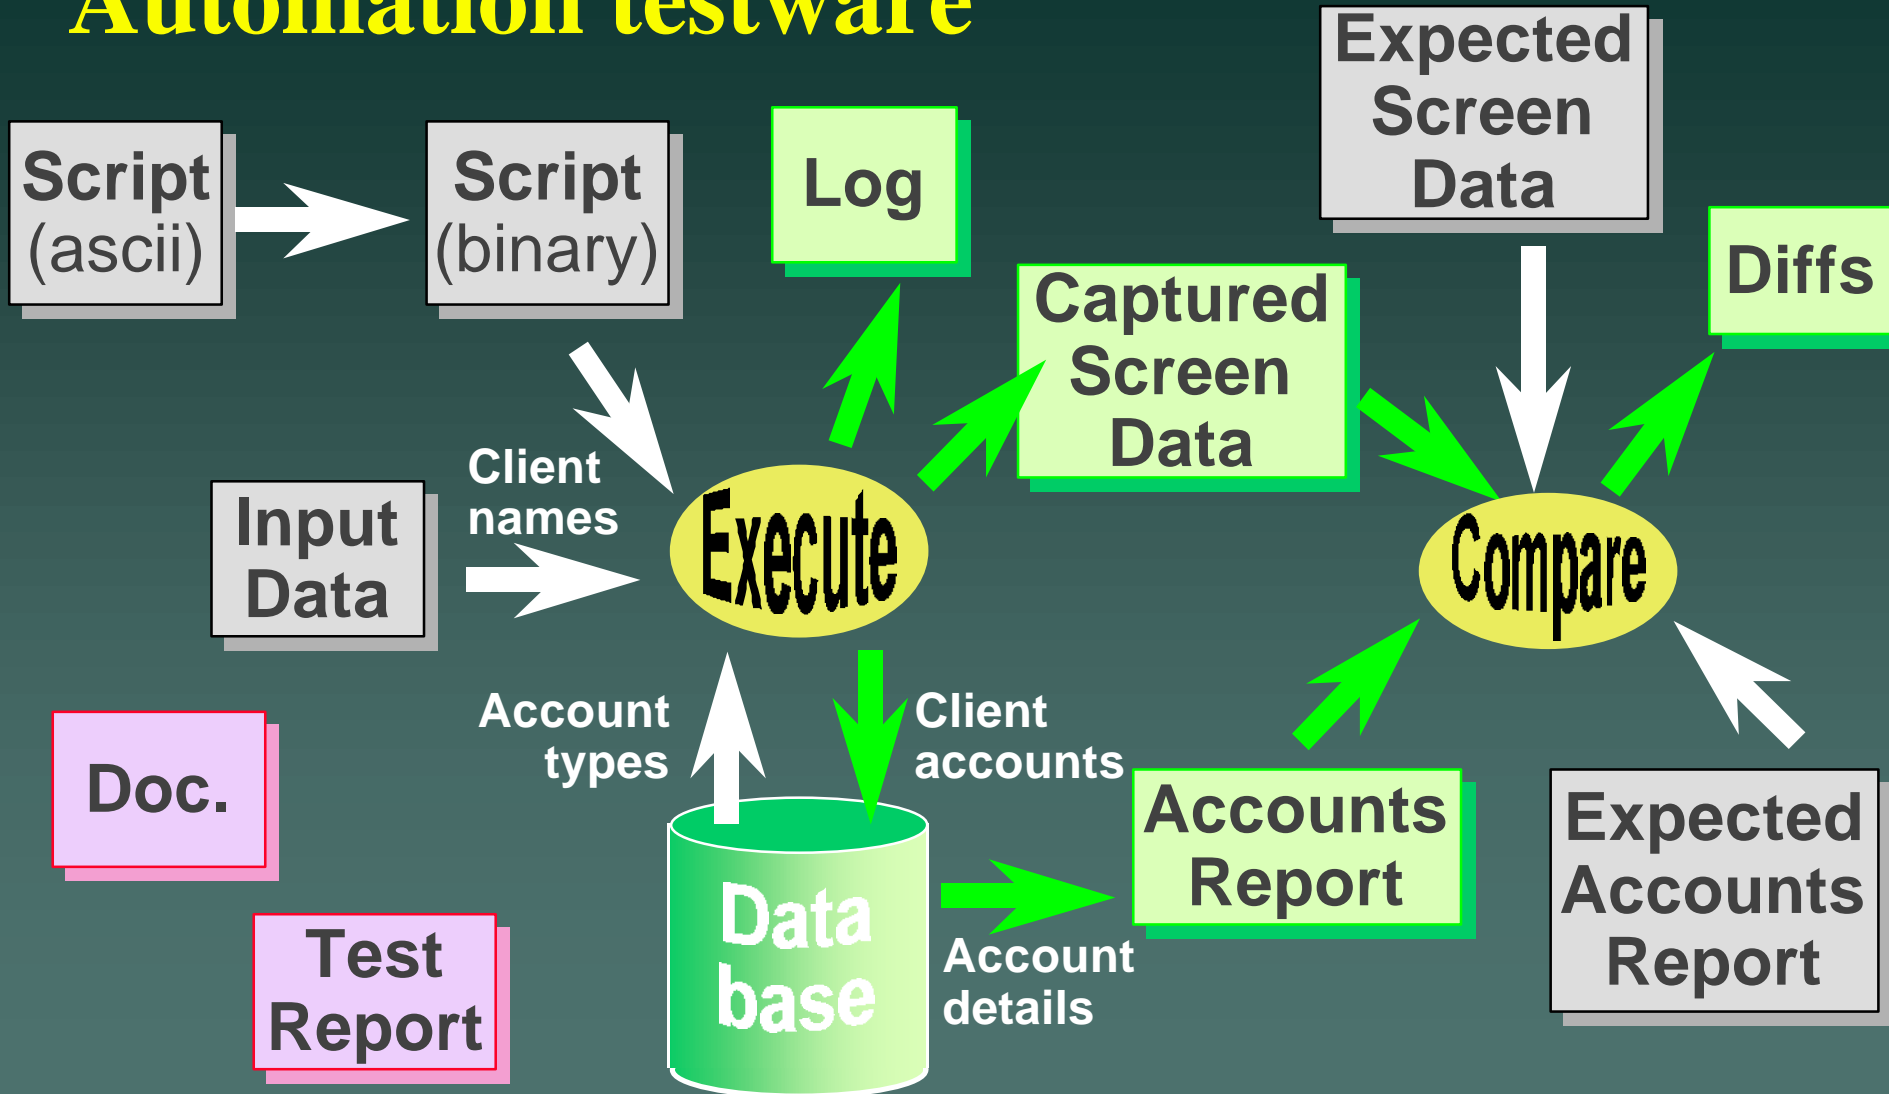 Automation testware
Script
(ascii)
Script
(binary)
Log
Expected
Screen
Data
Captured
Screen
Data
Diffs
Client
names
Input
Data
Execute
Compare
Account
types
Client
accounts
Doc.
Data
base
Accounts
Report
Expected
Accounts
Report
Account
details
Test
Report